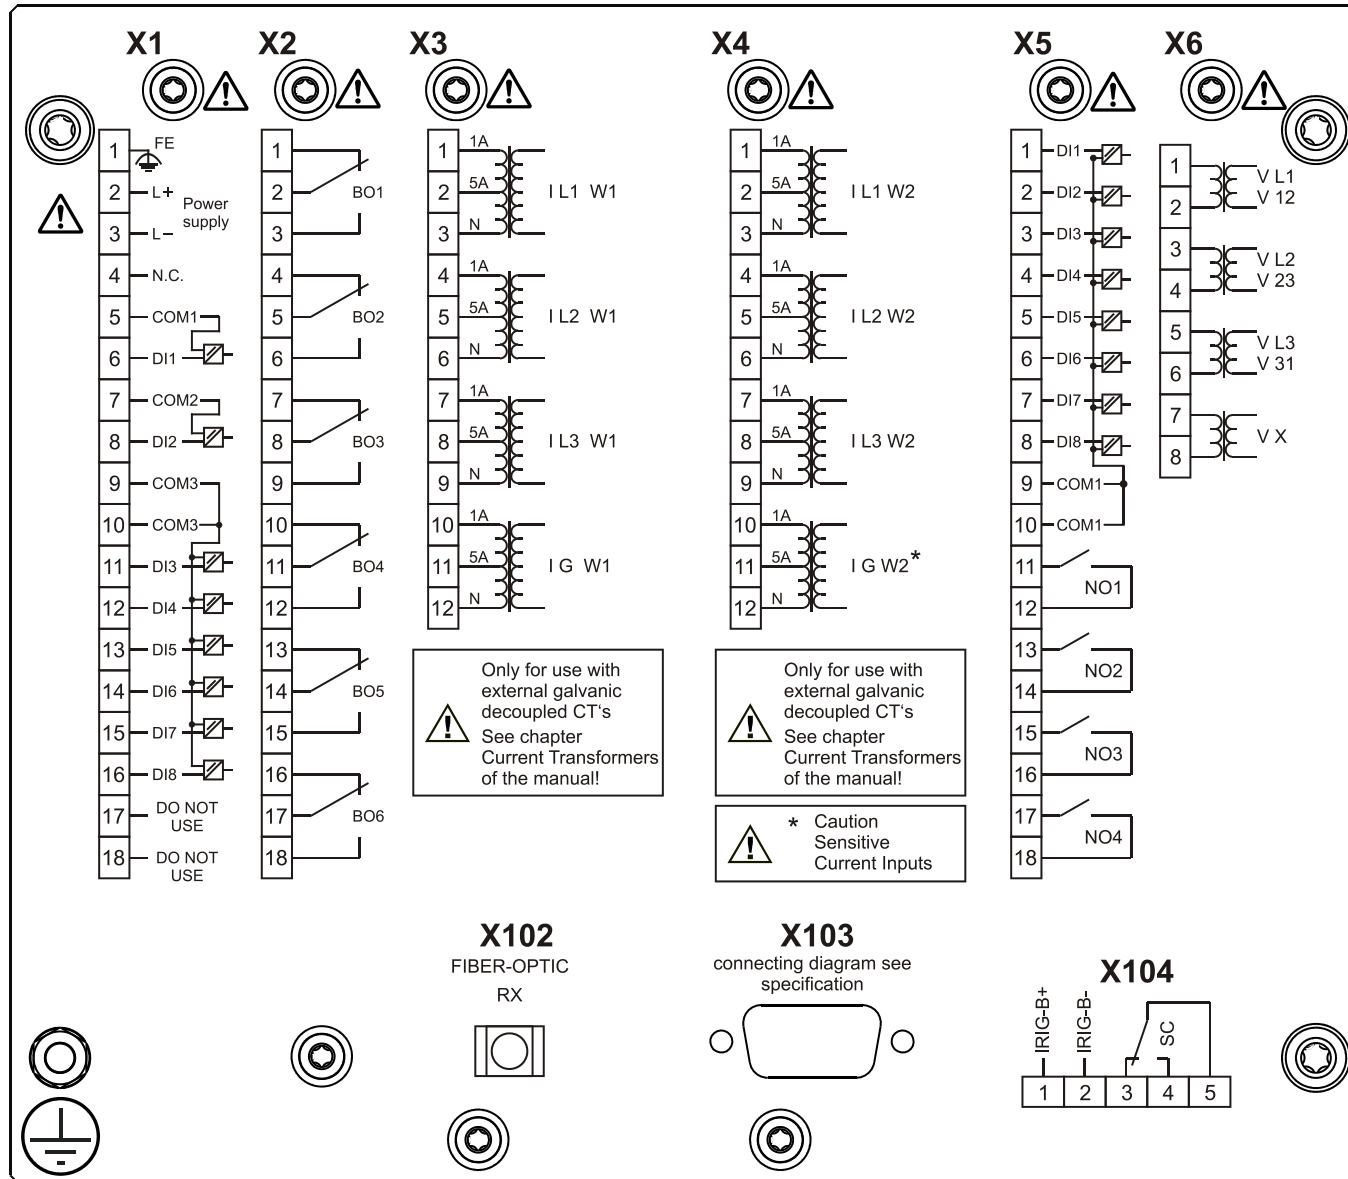 X1
X2
X3
X4
X5
X6
1 FE
2 L+
Power
supply
3 L–
4 N.C.
5 COM1
6 DI1
7 COM2
8 DI2
9 COM3
10 COM3
11 DI3
12 DI4
13 DI5
14 DI6
15 DI7
16 DI8
17 DO NOT
USE
18 DO NOT
USE
1
2 BO1
3
4
5 BO2
6
7
8 BO3
9
10
11 BO4
12
13
14 BO5
15
16
17 BO6
18
1 1A
2 5A I L1 W1
3 N
4 1A
5 5A I L2 W1
6 N
7 1A
8 5A I L3 W1
9 N
10 1A
11 5A I G W1
12 N
Only for use with
external galvanic
decoupled CT‘s
See chapter
Current Transformers
of the manual!
1 1A
2 5A I L1 W2
3 N
4 1A
5 5A I L2 W2
6 N
7 1A
8 5A I L3 W2
9 N
10 1A
11 5A I G W2*
12 N
Only for use with
external galvanic
decoupled CT‘s
See chapter
Current Transformers
of the manual!
* Caution
Sensitive
Current Inputs
1 DI1
2 DI2
3 DI3
4 DI4
5 DI5
6 DI6
7 DI7
8 DI8
9 COM1
10 COM1
11
NO1
12
13
NO2
14
15
NO3
16
17
NO4
18
1 V L1
2 V 12
3 V L2
4 V 23
5 V L3
6 V 31
7
V X
8
X102
FIBER-OPTIC
RX
X103
connecting diagram see
specification
X104
IRIG-B+
IRIG-B-
SC
1 2 3 4 5